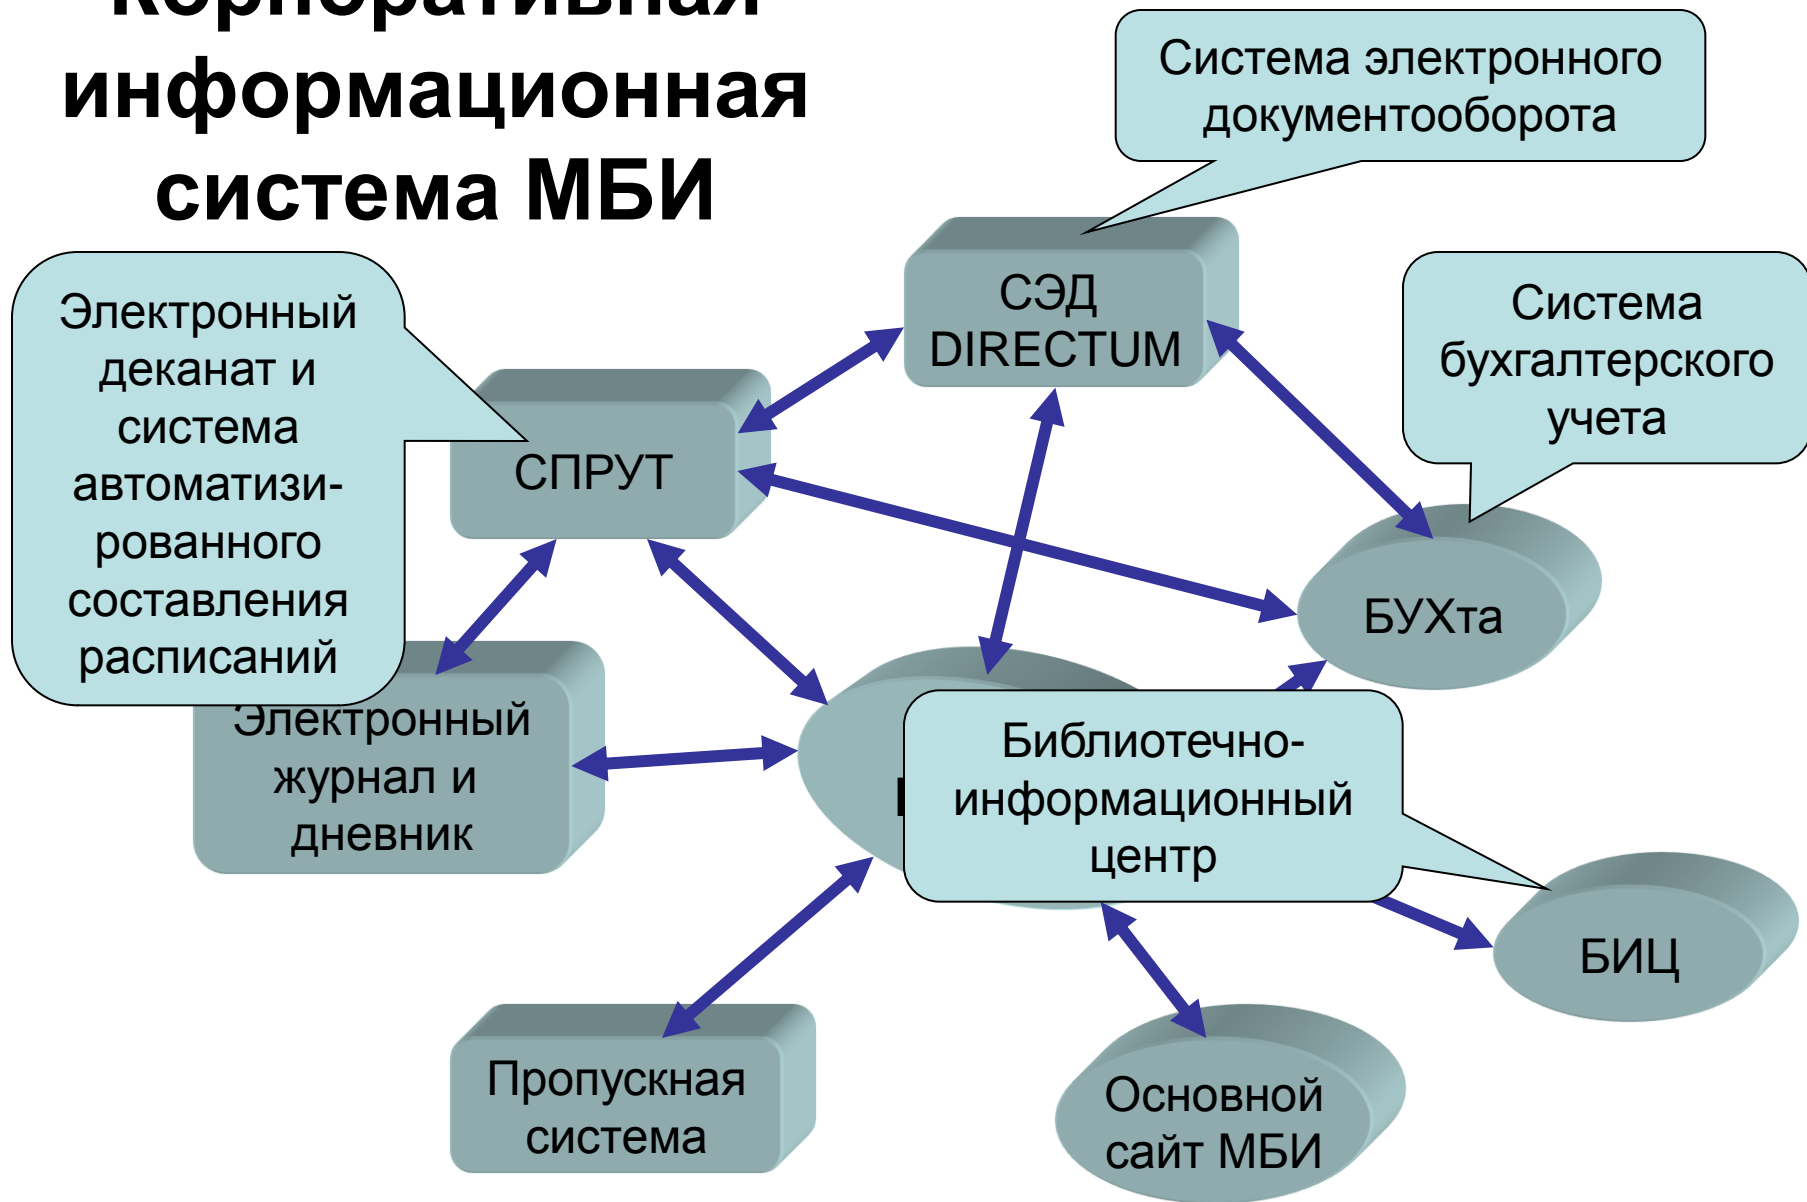 Корпоративная
информационная
система МБИ
Система электронного
документооборота
СЭД
DIRECTUM
Система
бухгалтерского
учета
Электронный
деканат и
система
автоматизи-
рованного
составления
расписаний
СПРУТ
БУХта
Электронный
журнал и
дневник
Библиотечно-
информационный
центр
БИЦ
Пропускная
система
Основной
сайт МБИ